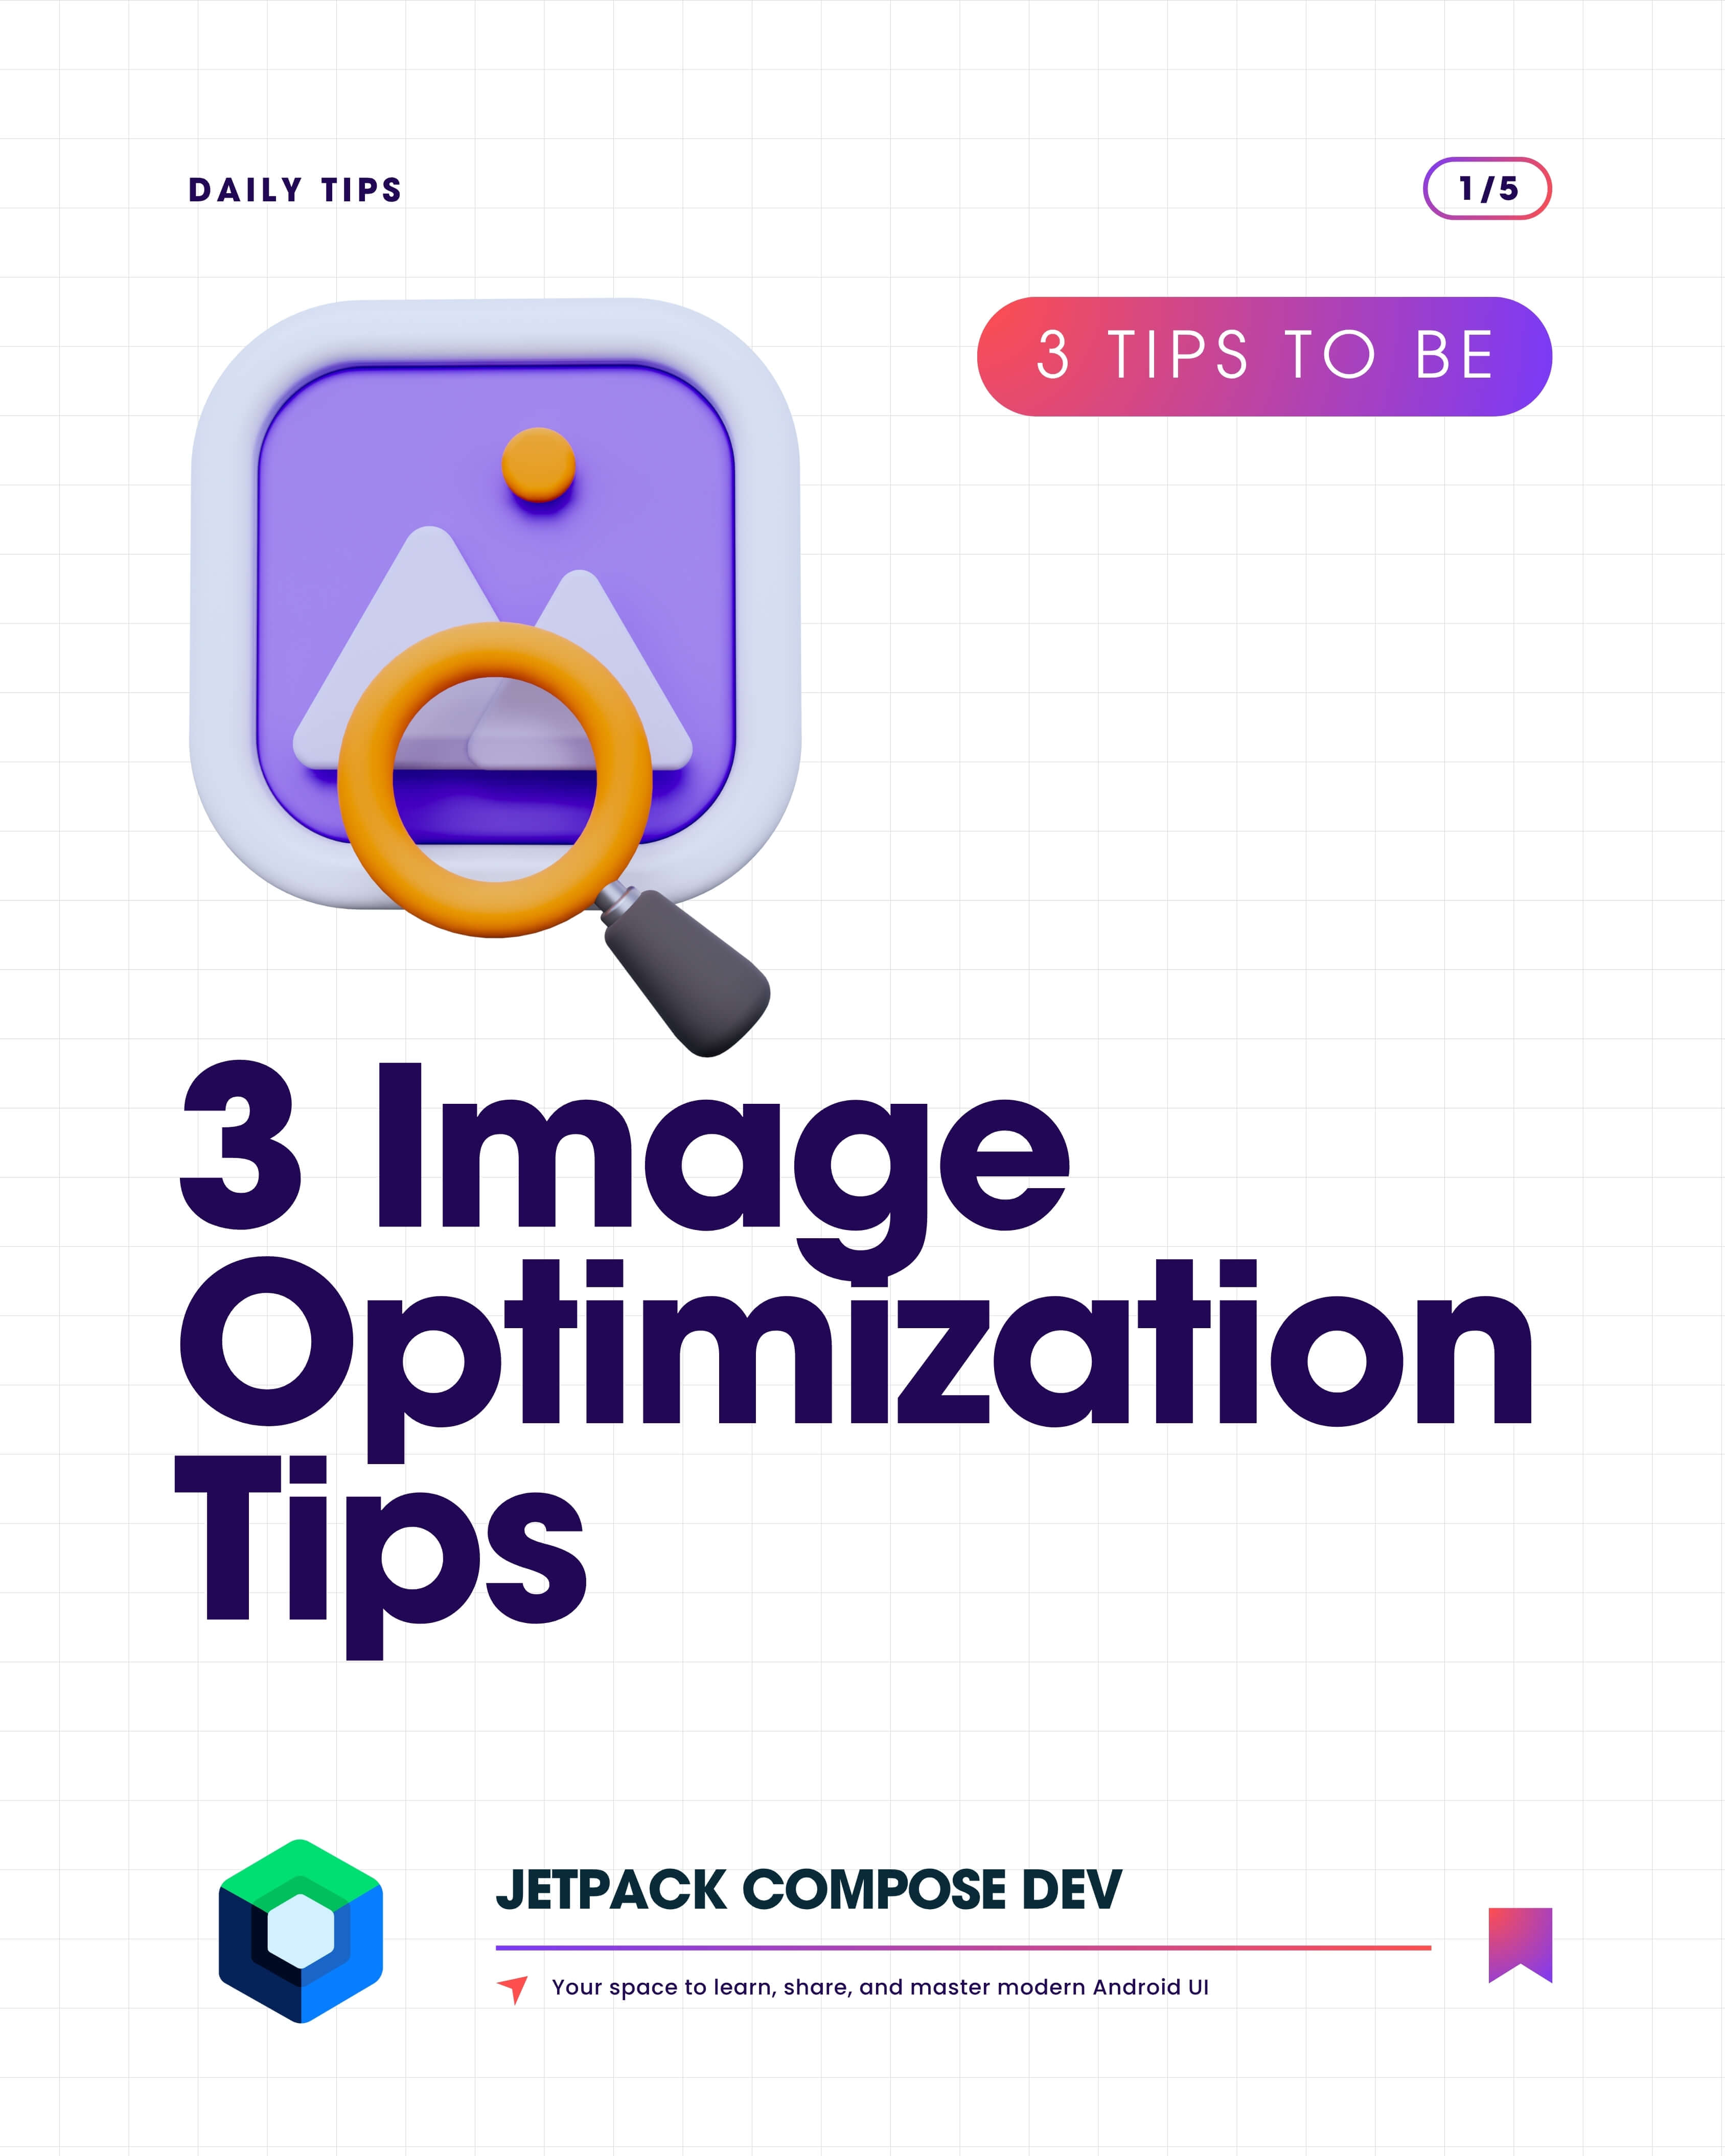 DAILY TIPS
1/5
3 TIPS TO BE
3 Image
Optimization
Tips
JETPACK COMPOSE DEV
Your space to learn, share, and master modern Android UI